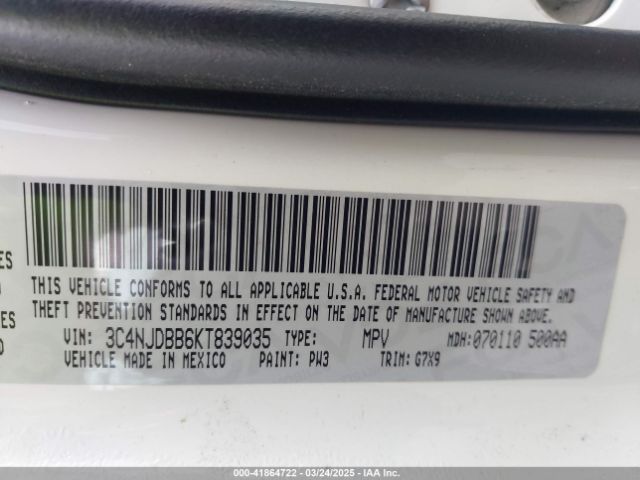 ES
THIS VEHICLE CONFORMS TO ALL APPLICABLE U.S.A. FEDERAL MOTOR VEHICLE SAFETY AND
THEFT PREVENTION STANDARDS IN EFFECT ON THE DATE OF MANUFACTURE SHOWN ABOVE.
ES
VIN: 3C4NJDBB6KT839035 TYPE: MPV MDH:070110 500AA
VEHICLE MADE IN MEXICO PAINT: PW3 TRIM: G7X9
000-41864722 — 03/24/2025 — IAA Inc.